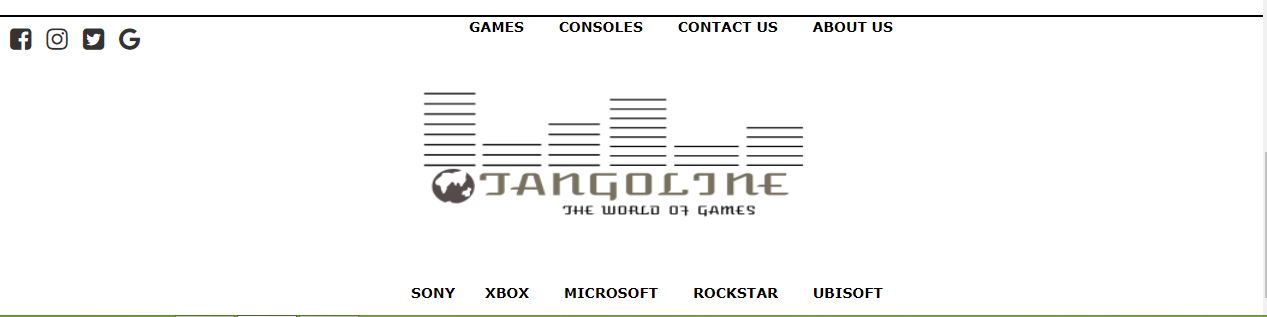 GAMES CONSOLES CONTACT US ABOUT US
TANGOLINE
THE WORLD OF GAMES
SONY XBOX MICROSOFT ROCKSTAR UBISOFT